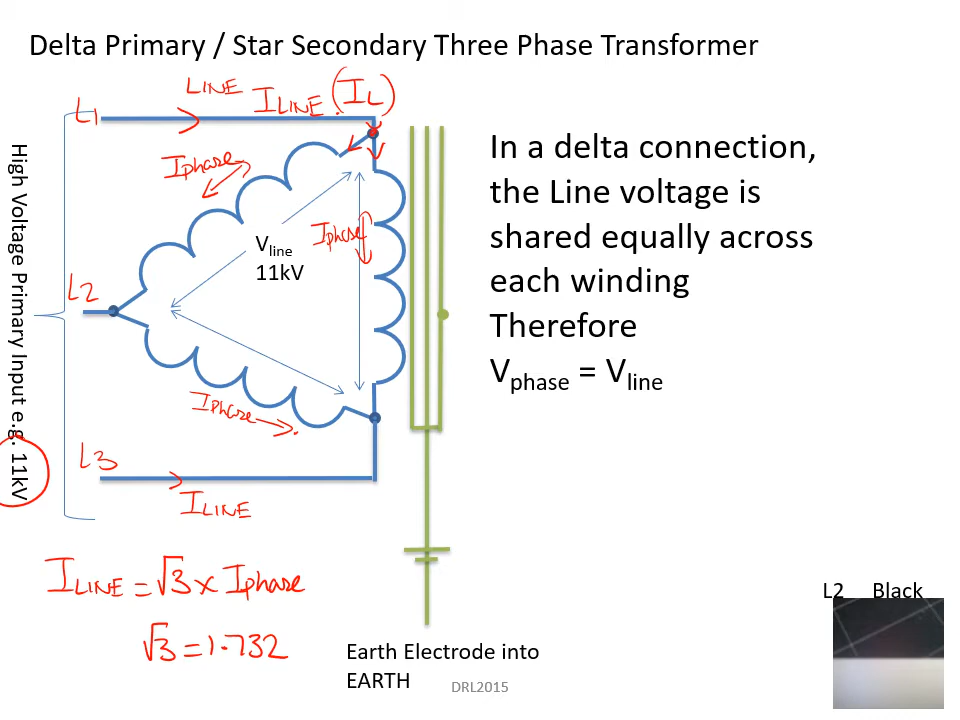 Delta Primary / Star Secondary Three Phase Transformer
LINE
ILINE (IL)
L1
Iphase
Iphase
Vline
11kV
L2
Iphase
L3
ILINE
High Voltage Primary Input e.g. 11kV
In a delta connection,
the Line voltage is
shared equally across
each winding
Therefore
Vphase = Vline
ILINE = √3 x Iphase
√3 = 1.732
Earth Electrode into
EARTH
DRL2015
L2 Black